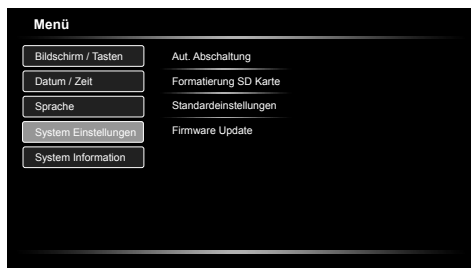 Menü
Bildschirm / Tasten
Datum / Zeit
Sprache
System Einstellungen
System Information
Aut. Abschaltung
Formatierung SD Karte
Standardeinstellungen
Firmware Update